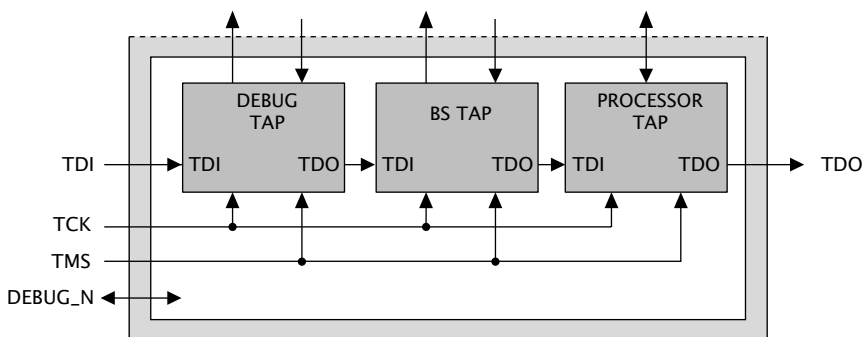 DEBUG
TAP
BS TAP
PROCESSOR
TAP
TDI
TDI
TDO
TDI
TDO
TDI
TDO
TDO
TCK
TMS
DEBUG_N